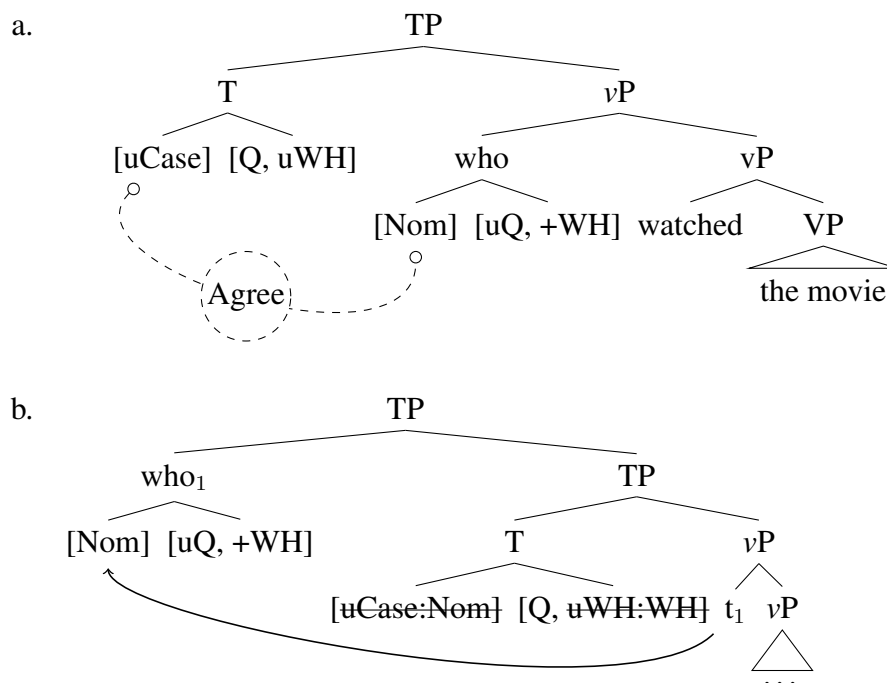 a.
TP
T vP
[uCase] [Q, uWH] who vP
[Nom] [uQ, +WH] watched VP
Agree the movie
b.
TP
who₁ TP
[Nom] [uQ, +WH] T vP
[uCase:Nom] [Q, uWH:WH] t₁ vP
...